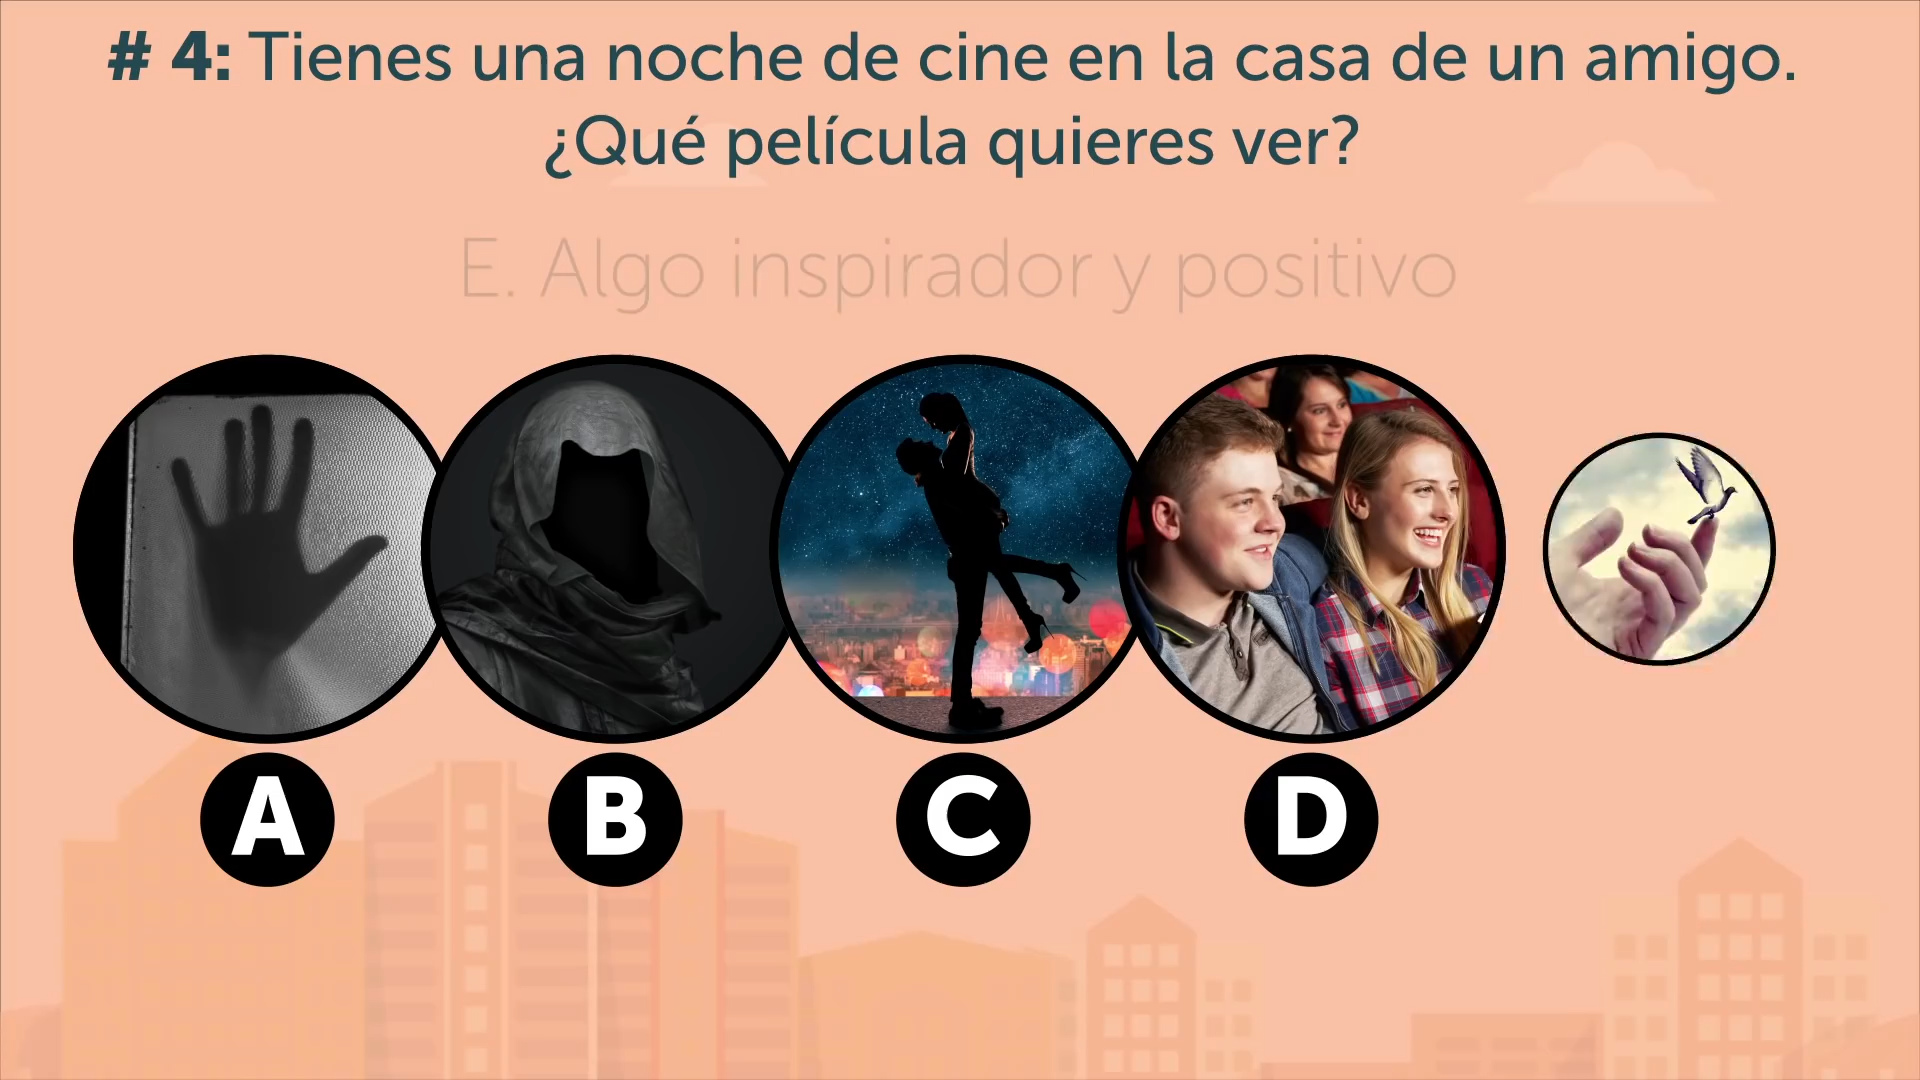 # 4: Tienes una noche de cine en la casa de un amigo.
¿Qué película quieres ver?
E. Algo inspirador y positivo
A
B
C
D